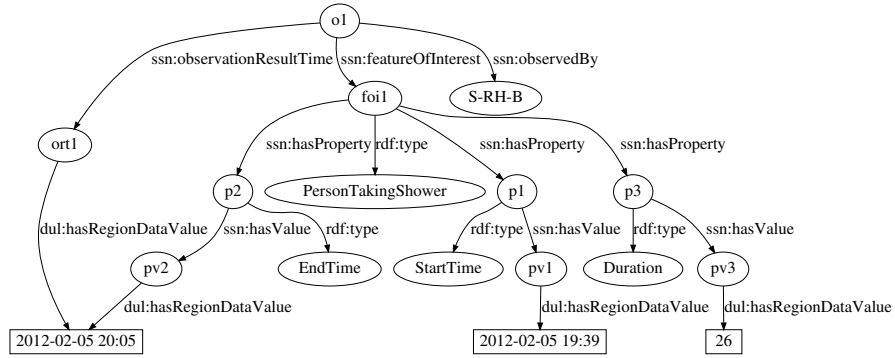 o1
ssn:observationResultTime ssn:featureOfInterest ssn:observedBy
foi1 S-RH-B
ort1 ssn:hasProperty rdf:type ssn:hasProperty ssn:hasProperty
p2 PersonTakingShower p1 p3
dul:hasRegionDataValue ssn:hasValue rdf:type rdf:type ssn:hasValue rdf:type ssn:hasValue
pv2 EndTime StartTime pv1 Duration pv3
dul:hasRegionDataValue dul:hasRegionDataValue dul:hasRegionDataValue
2012-02-05 20:05 2012-02-05 19:39 26